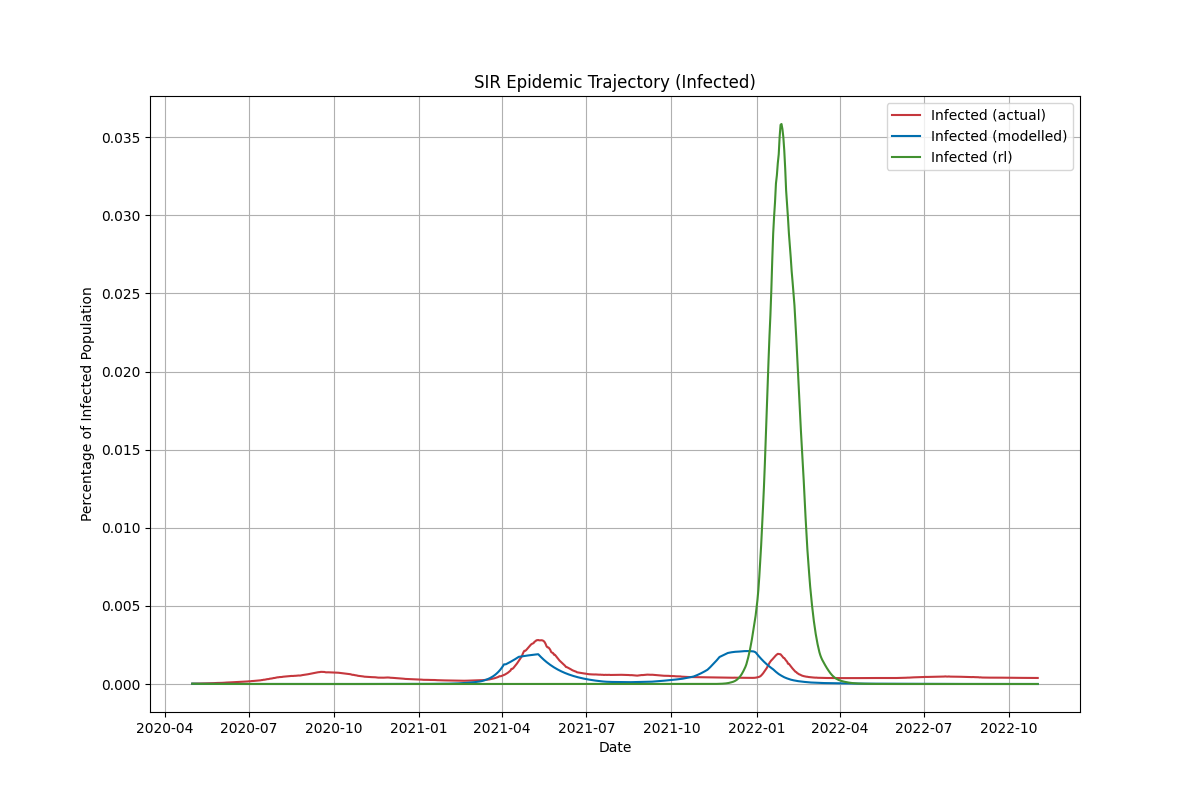 SIR Epidemic Trajectory (Infected)
Infected (actual)
Infected (modelled)
Infected (rl)
Percentage of Infected Population
0.035
0.030
0.025
0.020
0.015
0.010
0.005
0.000
2020-04 2020-07 2020-10 2021-01 2021-04 2021-07 2021-10 2022-01 2022-04 2022-07 2022-10
Date